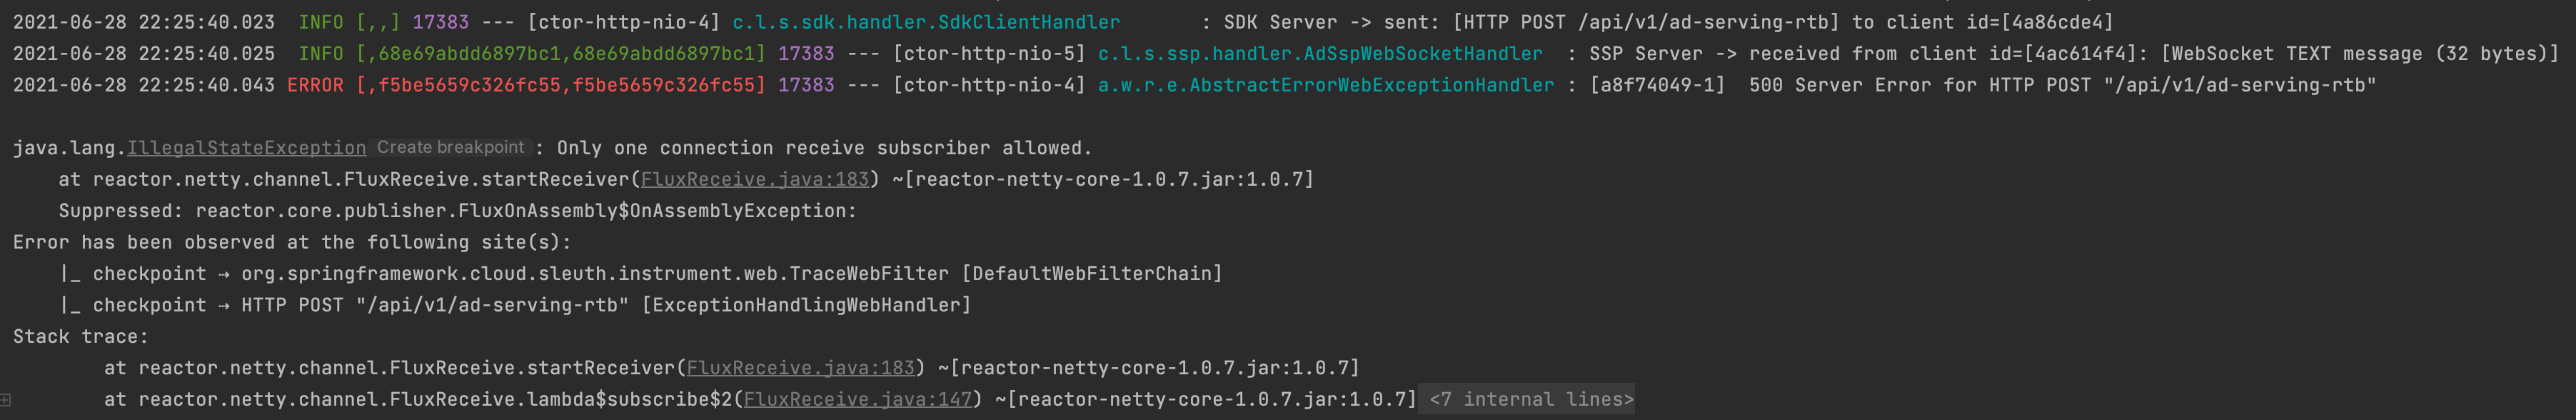 2021-06-28 22:25:40.023  INFO [,,] 17383 --- [ctor-http-nio-4] c.l.s.sdk.handler.SdkClientHandler       : SDK Server -> sent: [HTTP POST /api/v1/ad-serving-rtb] to client id=[4a86cde4]
2021-06-28 22:25:40.025  INFO [,68e69abdd6897bc1,68e69abdd6897bc1] 17383 --- [ctor-http-nio-5] c.l.s.ssp.handler.AdSspWebSocketHandler  : SSP Server -> received from client id=[4ac614f4]: [WebSocket TEXT message (32 bytes)]
2021-06-28 22:25:40.043 ERROR [,f5be5659c326fc55,f5be5659c326fc55] 17383 --- [ctor-http-nio-4] a.w.r.e.AbstractErrorWebExceptionHandler : [a8f74049-1]  500 Server Error for HTTP POST "/api/v1/ad-serving-rtb"
java.lang.IllegalStateException Create breakpoint : Only one connection receive subscriber allowed.
    at reactor.netty.channel.FluxReceive.startReceiver(FluxReceive.java:183) ~[reactor-netty-core-1.0.7.jar:1.0.7]
    Suppressed: reactor.core.publisher.FluxOnAssembly$OnAssemblyException:
Error has been observed at the following site(s):
    |_ checkpoint ⇢ org.springframework.cloud.sleuth.instrument.web.TraceWebFilter [DefaultWebFilterChain]
    |_ checkpoint ⇢ HTTP POST "/api/v1/ad-serving-rtb" [ExceptionHandlingWebHandler]
Stack trace:
        at reactor.netty.channel.FluxReceive.startReceiver(FluxReceive.java:183) ~[reactor-netty-core-1.0.7.jar:1.0.7]
        at reactor.netty.channel.FluxReceive.lambda$subscribe$2(FluxReceive.java:147) ~[reactor-netty-core-1.0.7.jar:1.0.7] <7 internal lines>